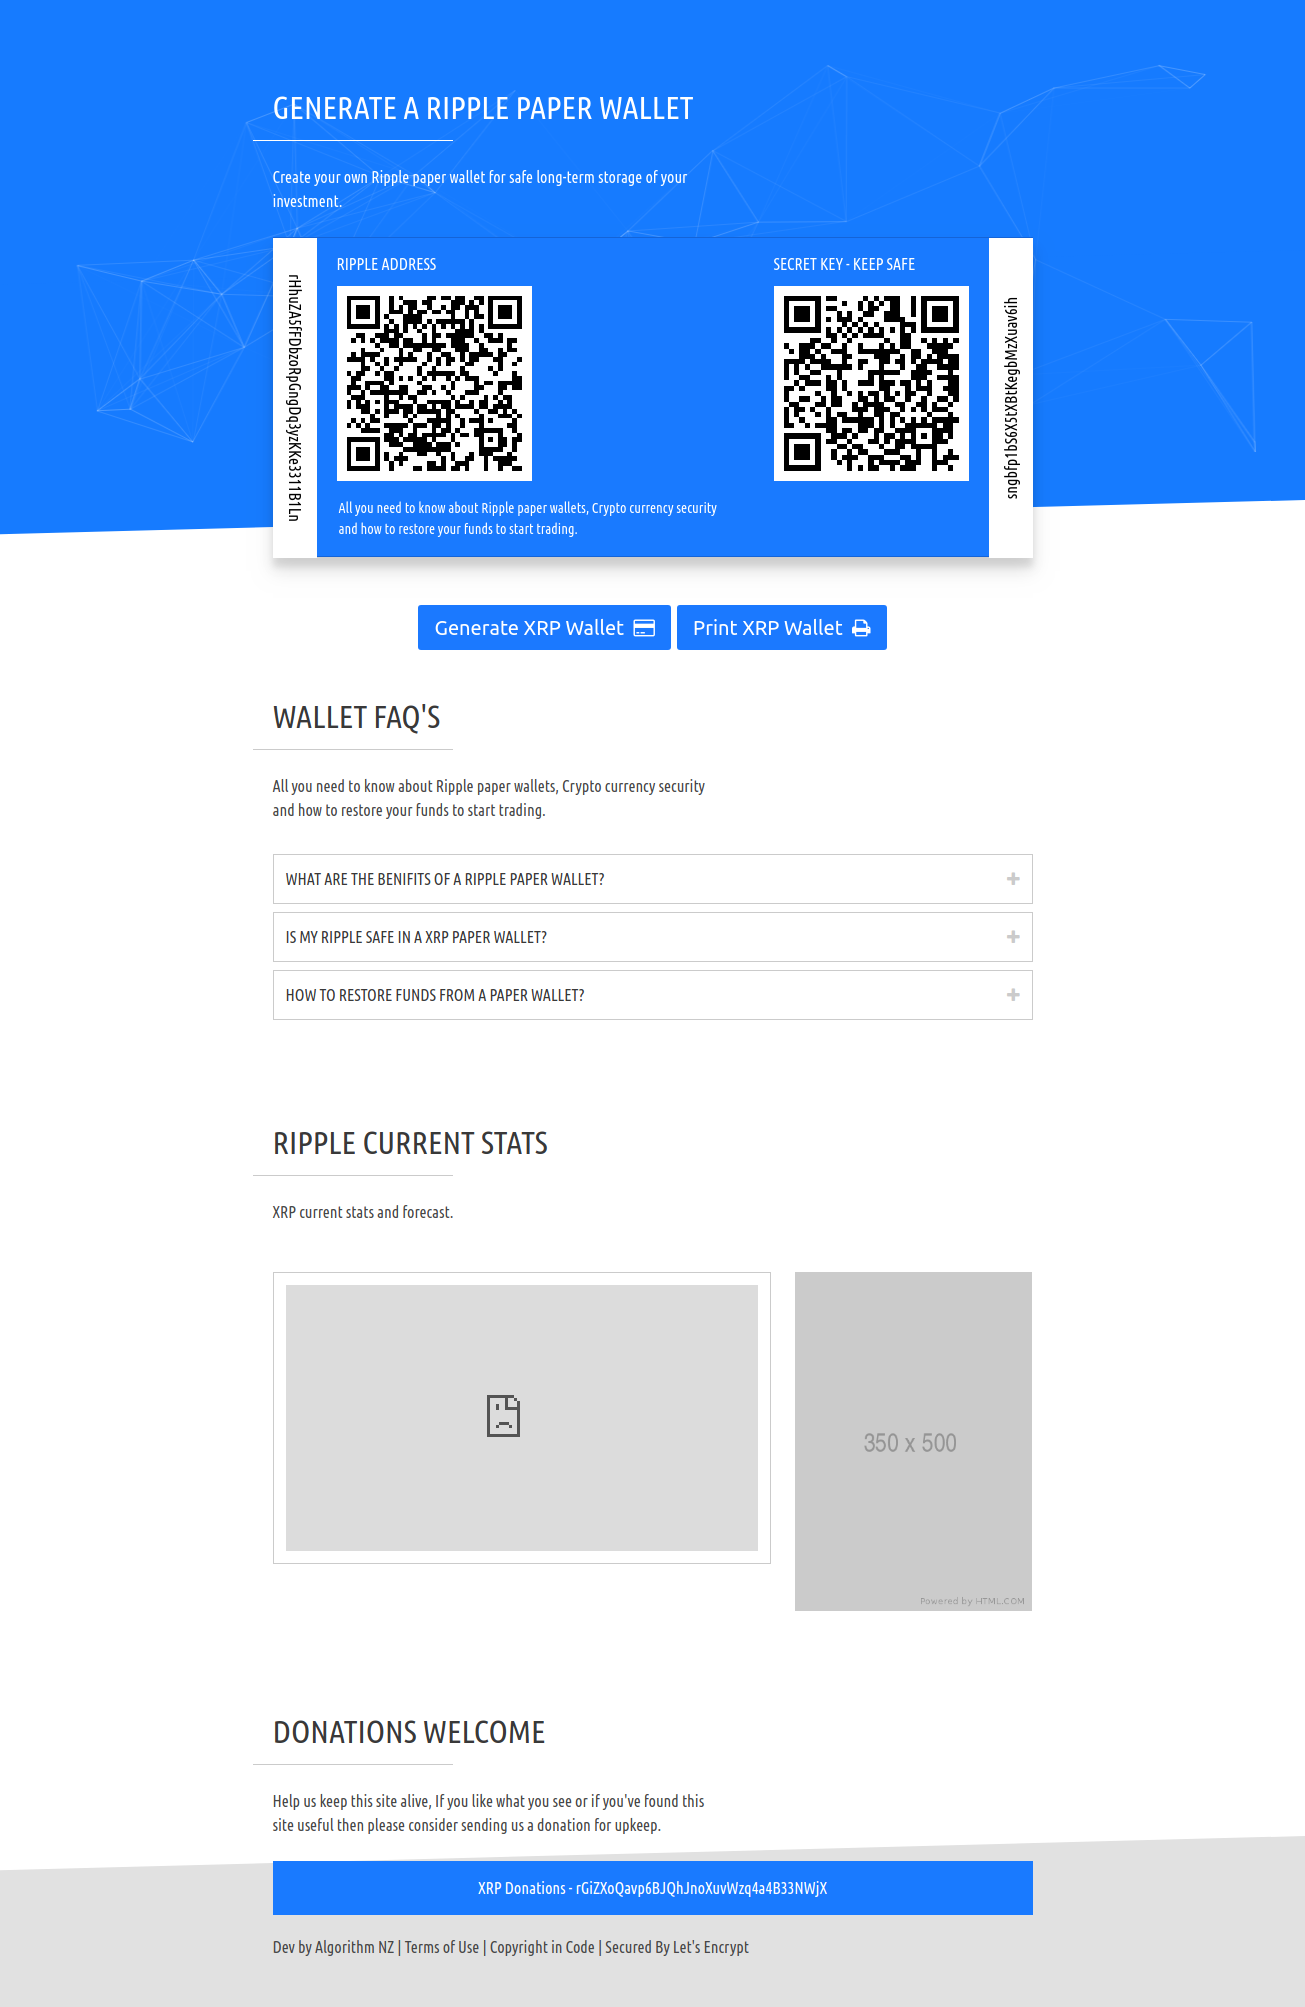 GENERATE A RIPPLE PAPER WALLET
Create your own Ripple paper wallet for safe long-term storage of your
investment.
RIPPLE ADDRESS
SECRET KEY - KEEP SAFE
rHhuZA5fFDbzoRpGngDq3yzKKe3311B1Ln
sngbfp1bS6X5tXBtKegbMzXuav6ih
All you need to know about Ripple paper wallets, Crypto currency security
and how to restore your funds to start trading.
Generate XRP Wallet
Print XRP Wallet
WALLET FAQ'S
All you need to know about Ripple paper wallets, Crypto currency security
and how to restore your funds to start trading.
WHAT ARE THE BENIFITS OF A RIPPLE PAPER WALLET?
IS MY RIPPLE SAFE IN A XRP PAPER WALLET?
HOW TO RESTORE FUNDS FROM A PAPER WALLET?
RIPPLE CURRENT STATS
XRP current stats and forecast.
350 x 500
Powered by HTML.COM
DONATIONS WELCOME
Help us keep this site alive, If you like what you see or if you've found this
site useful then please consider sending us a donation for upkeep.
XRP Donations - rGiZXoQavp6BJQhJnoXuvWzq4a4B33NWjX
Dev by Algorithm NZ | Terms of Use | Copyright in Code | Secured By Let's Encrypt